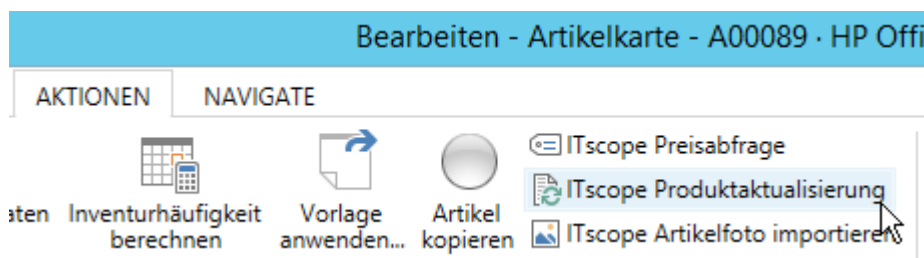 Bearbeiten - Artikelkarte - A00089 · HP Offi
AKTIONEN NAVIGATE
aten
Inventurhäufigkeit
berechnen
Vorlage
anwenden...
Artikel
kopieren
ITscope Preisabfrage
ITscope Produktaktualisierung
ITscope Artikelfoto importieren